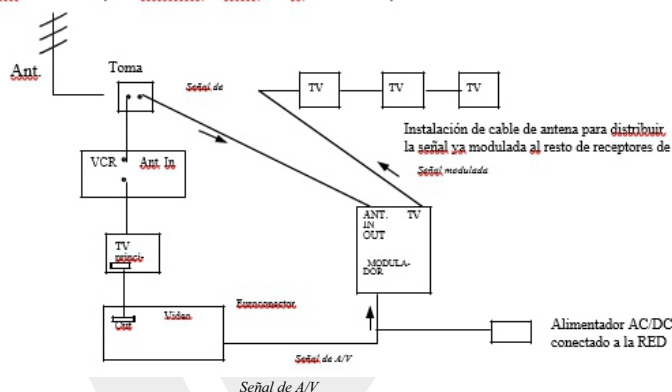 Ant.
Toma
Señal de
TV
TV
TV
Instalación de cable de antena para distribuir
la señal ya modulada al resto de receptores de
Señal modulada
VCR
Ant. In
ANT. TV
IN
OUT
MODULA-
DOR
TV
princi-
Euroconector
Video
Out
Señal de A/V
Alimentador AC/DC
conectado a la RED
Señal de A/V